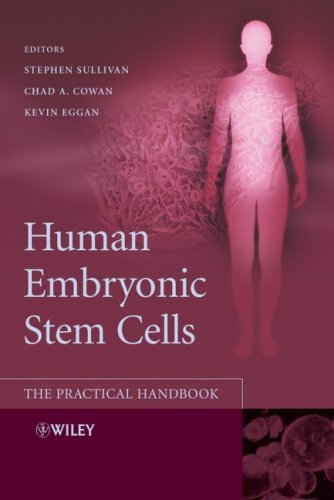 EDITORS
STEPHEN SULLIVAN
CHAD A. COWAN
KEVIN EGGAN
Human
Embryonic
Stem Cells
THE PRACTICAL HANDBOOK
WILEY